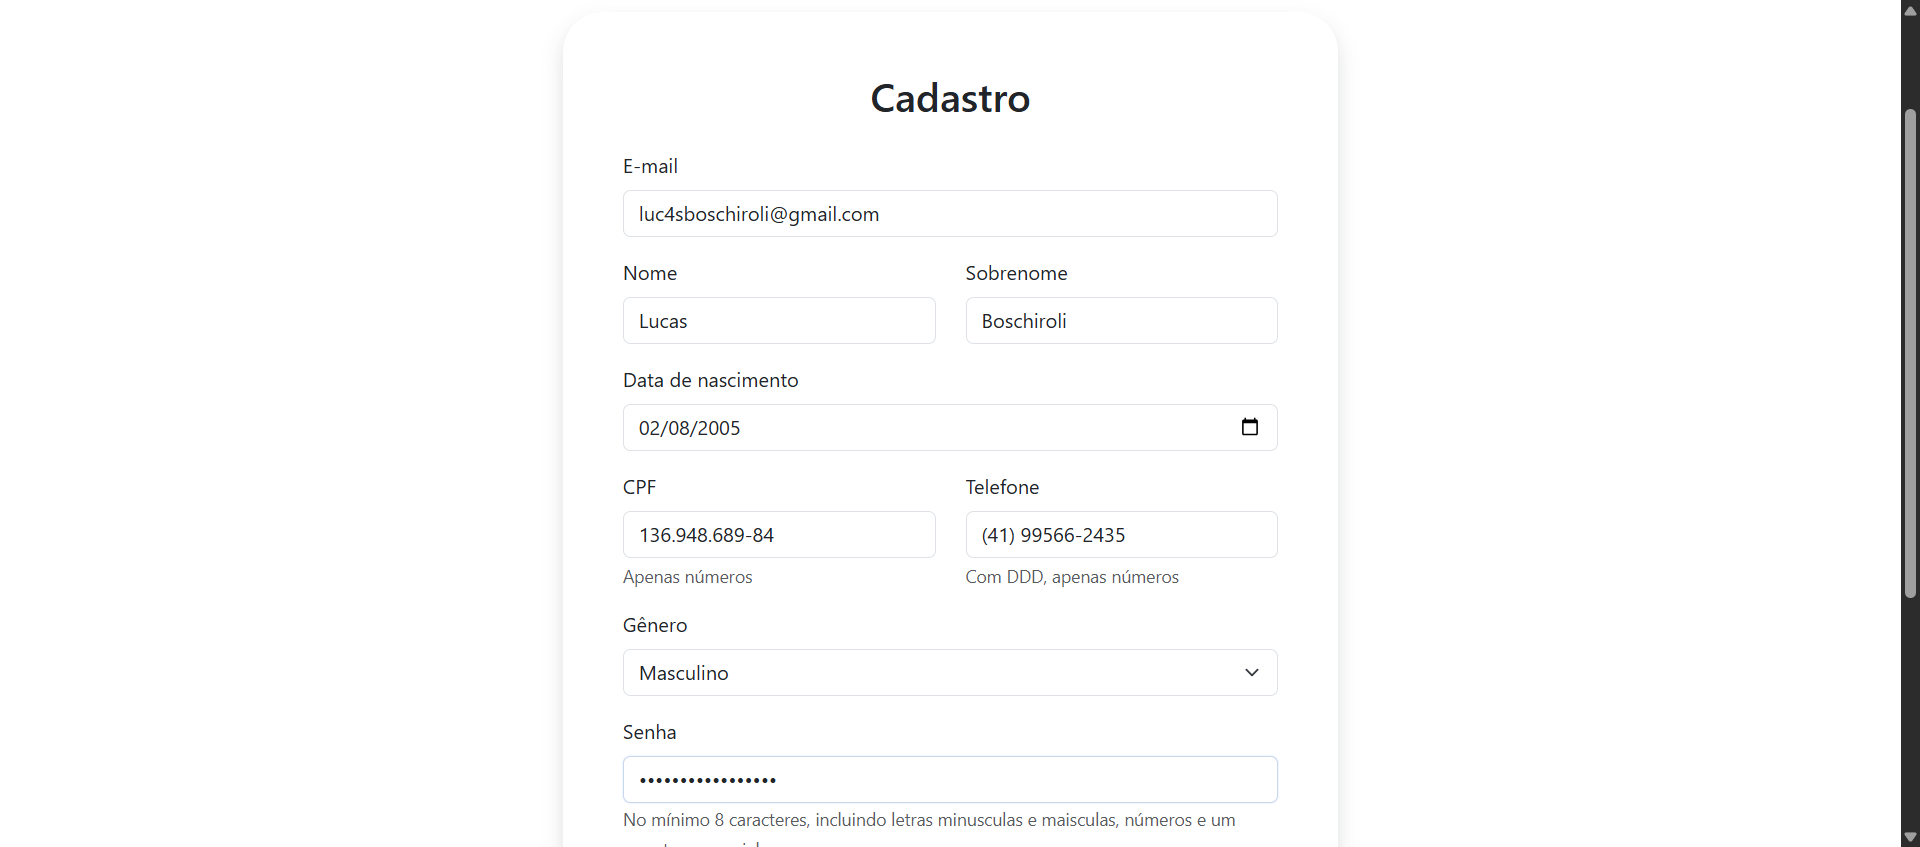 Cadastro
E-mail
luc4sboschiroli@gmail.com
Nome Sobrenome
Lucas Boschiroli
Data de nascimento
02/08/2005
CPF Telefone
136.948.689-84 (41) 99566-2435
Apenas números Com DDD, apenas números
Gênero
Masculino
Senha
•••••••••••••••••
No mínimo 8 caracteres, incluindo letras minusculas e maisculas, números e um